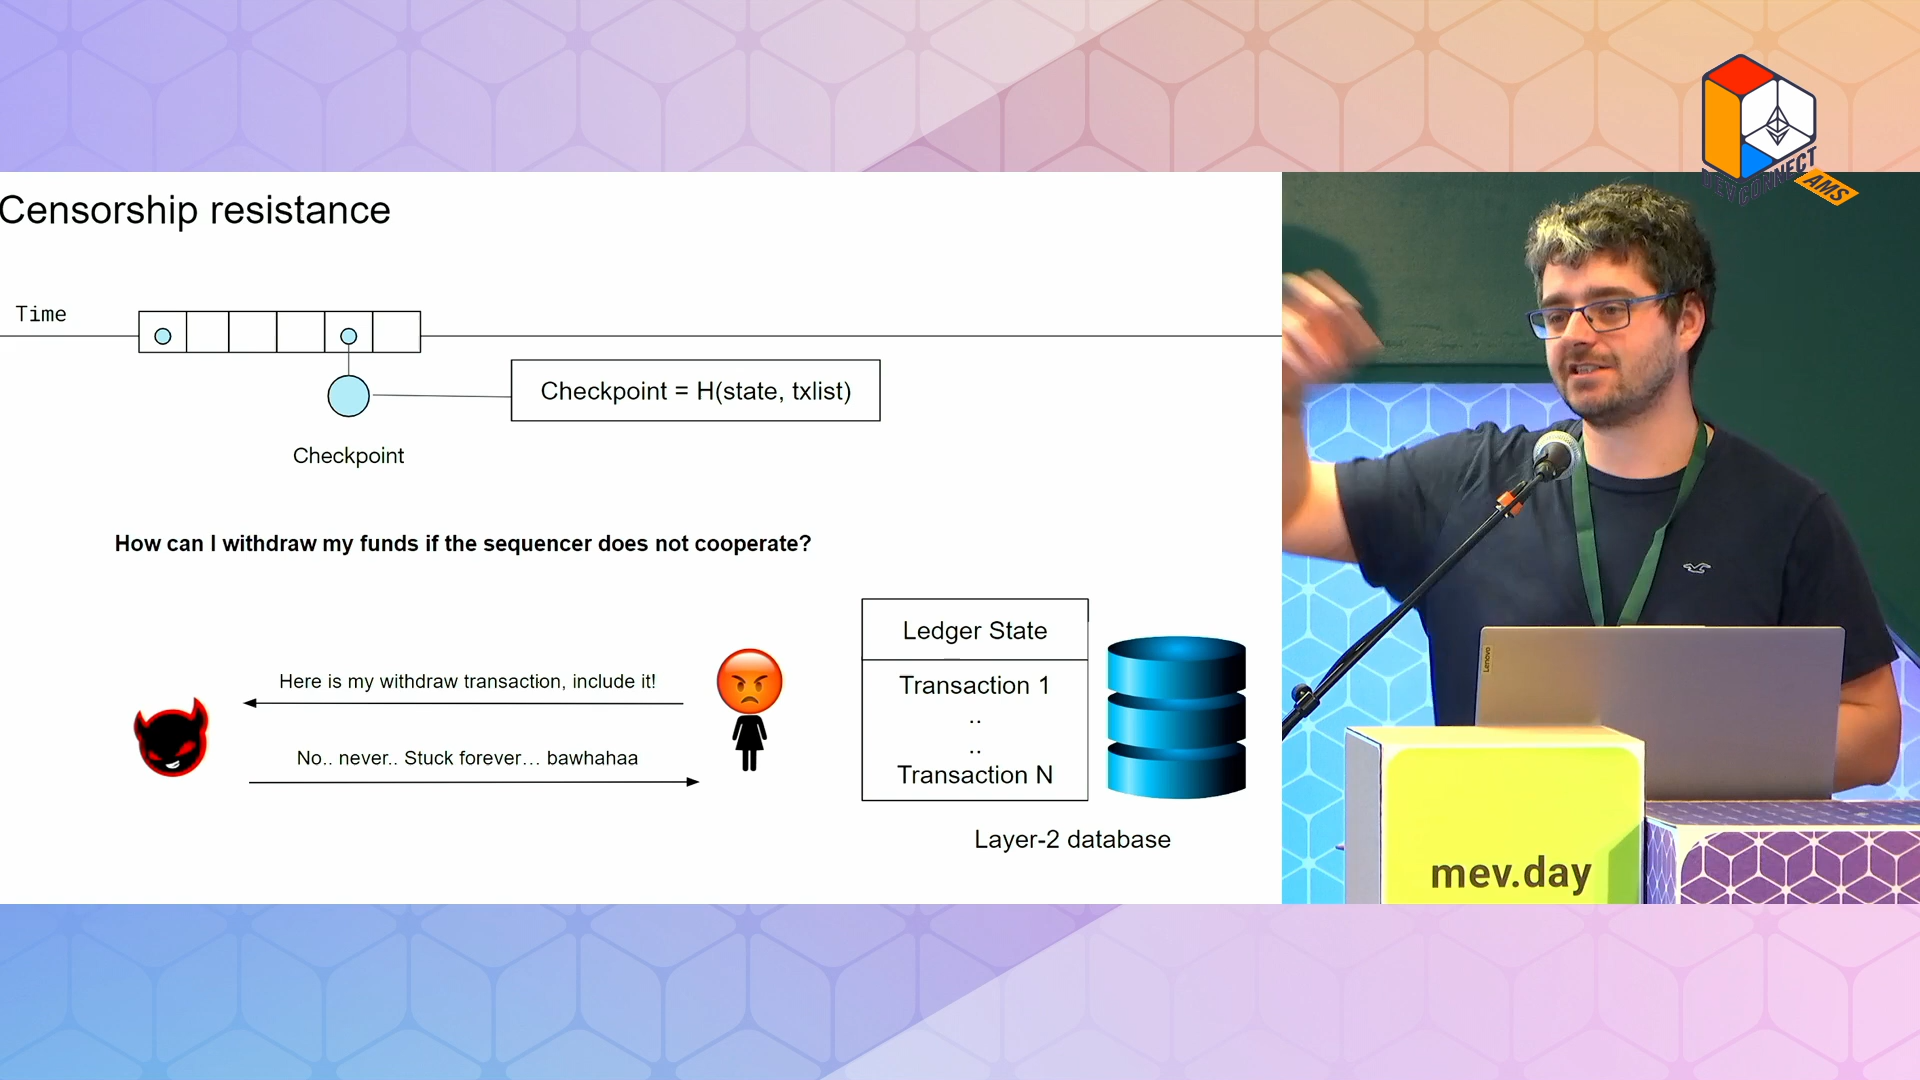 DEVCONNECT
AMS
Censorship resistance
Time
Checkpoint = H(state, txlist)
Checkpoint
How can I withdraw my funds if the sequencer does not cooperate?
Here is my withdraw transaction, include it!
No.. never.. Stuck forever... bawhahaa
Ledger State
Transaction 1
..
..
Transaction N
Layer-2 database
Lenovo
mev.day